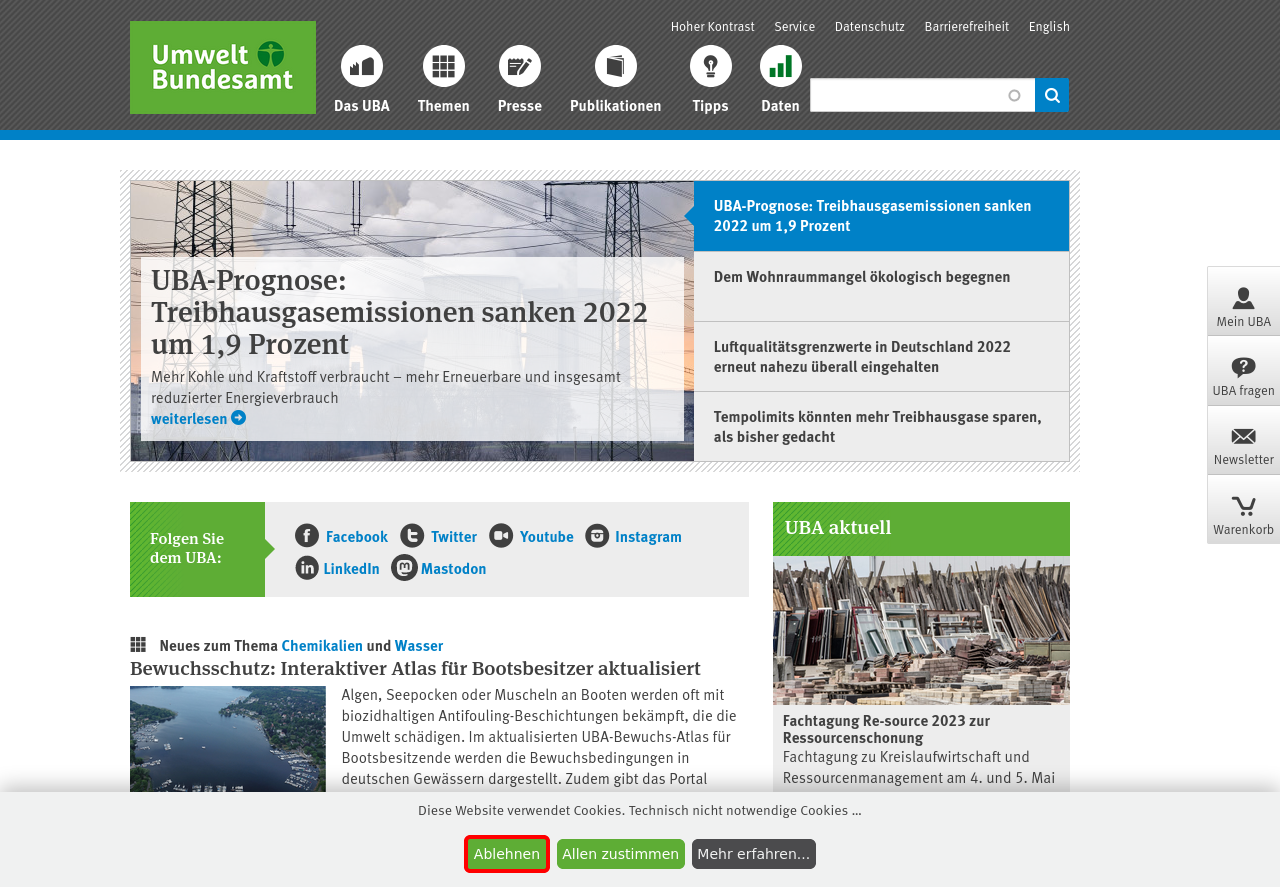 Hoher Kontrast Service Datenschutz Barrierefreiheit English
Umwelt
Bundesamt
Das UBA Themen Presse Publikationen Tipps Daten
UBA-Prognose:
Treibhausgasemissionen sanken 2022
um 1,9 Prozent
Mehr Kohle und Kraftstoff verbraucht – mehr Erneuerbare und insgesamt
reduzierter Energieverbrauch
weiterlesen
UBA-Prognose: Treibhausgasemissionen sanken
2022 um 1,9 Prozent
Dem Wohnraummangel ökologisch begegnen
Luftqualitätsgrenzwerte in Deutschland 2022
erneut nahezu überall eingehalten
Tempolimits könnten mehr Treibhausgase sparen,
als bisher gedacht
Mein UBA
UBA fragen
Newsletter
Warenkorb
Folgen Sie
dem UBA:
Facebook Twitter Youtube Instagram
LinkedIn Mastodon
Neues zum Thema Chemikalien und Wasser
Bewuchsschutz: Interaktiver Atlas für Bootsbesitzer aktualisiert
Algen, Seepocken oder Muscheln an Booten werden oft mit
biozidhaltigen Antifouling-Beschichtungen bekämpft, die die
Umwelt schädigen. Im aktualisierten UBA-Bewuchs-Atlas für
Bootsbesitzende werden die Bewuchsbedingungen in
deutschen Gewässern dargestellt. Zudem gibt das Portal
UBA aktuell
Fachtagung Re-source 2023 zur
Ressourcenschonung
Fachtagung zu Kreislaufwirtschaft und
Ressourcenmanagement am 4. und 5. Mai
Diese Website verwendet Cookies. Technisch nicht notwendige Cookies ...
Ablehnen Allen zustimmen Mehr erfahren...